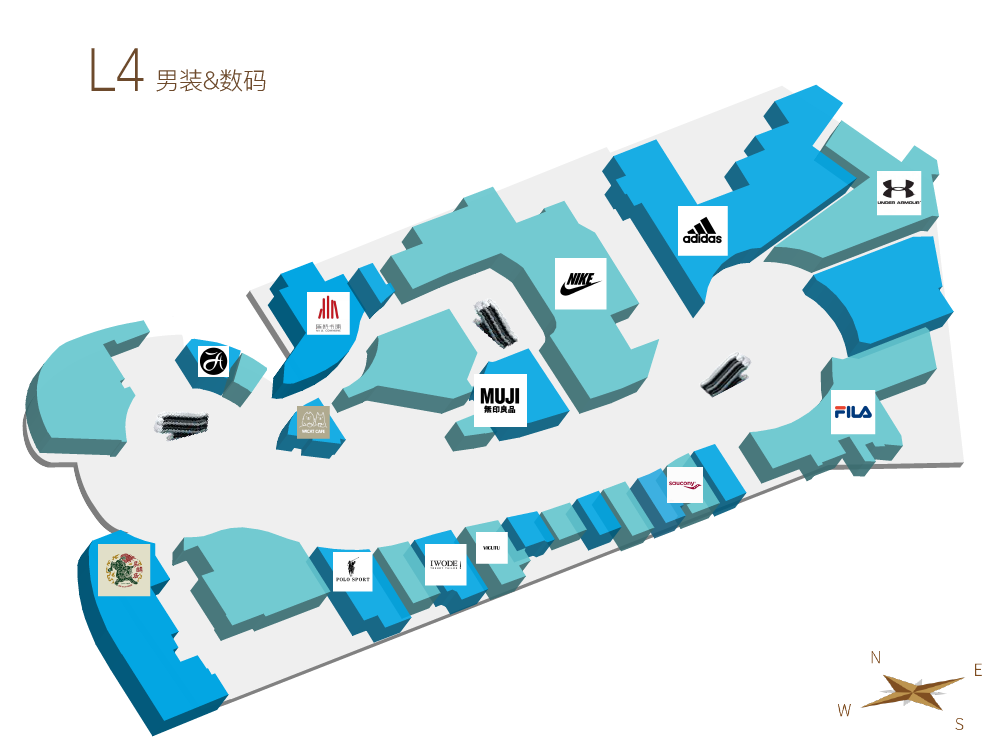 L4 男装&数码
UNDER ARMOUR
adidas
NIKE
MUJI
無印良品
FILA
saucony
VICUTU
IWODE
POLO SPORT
N
E
W
S